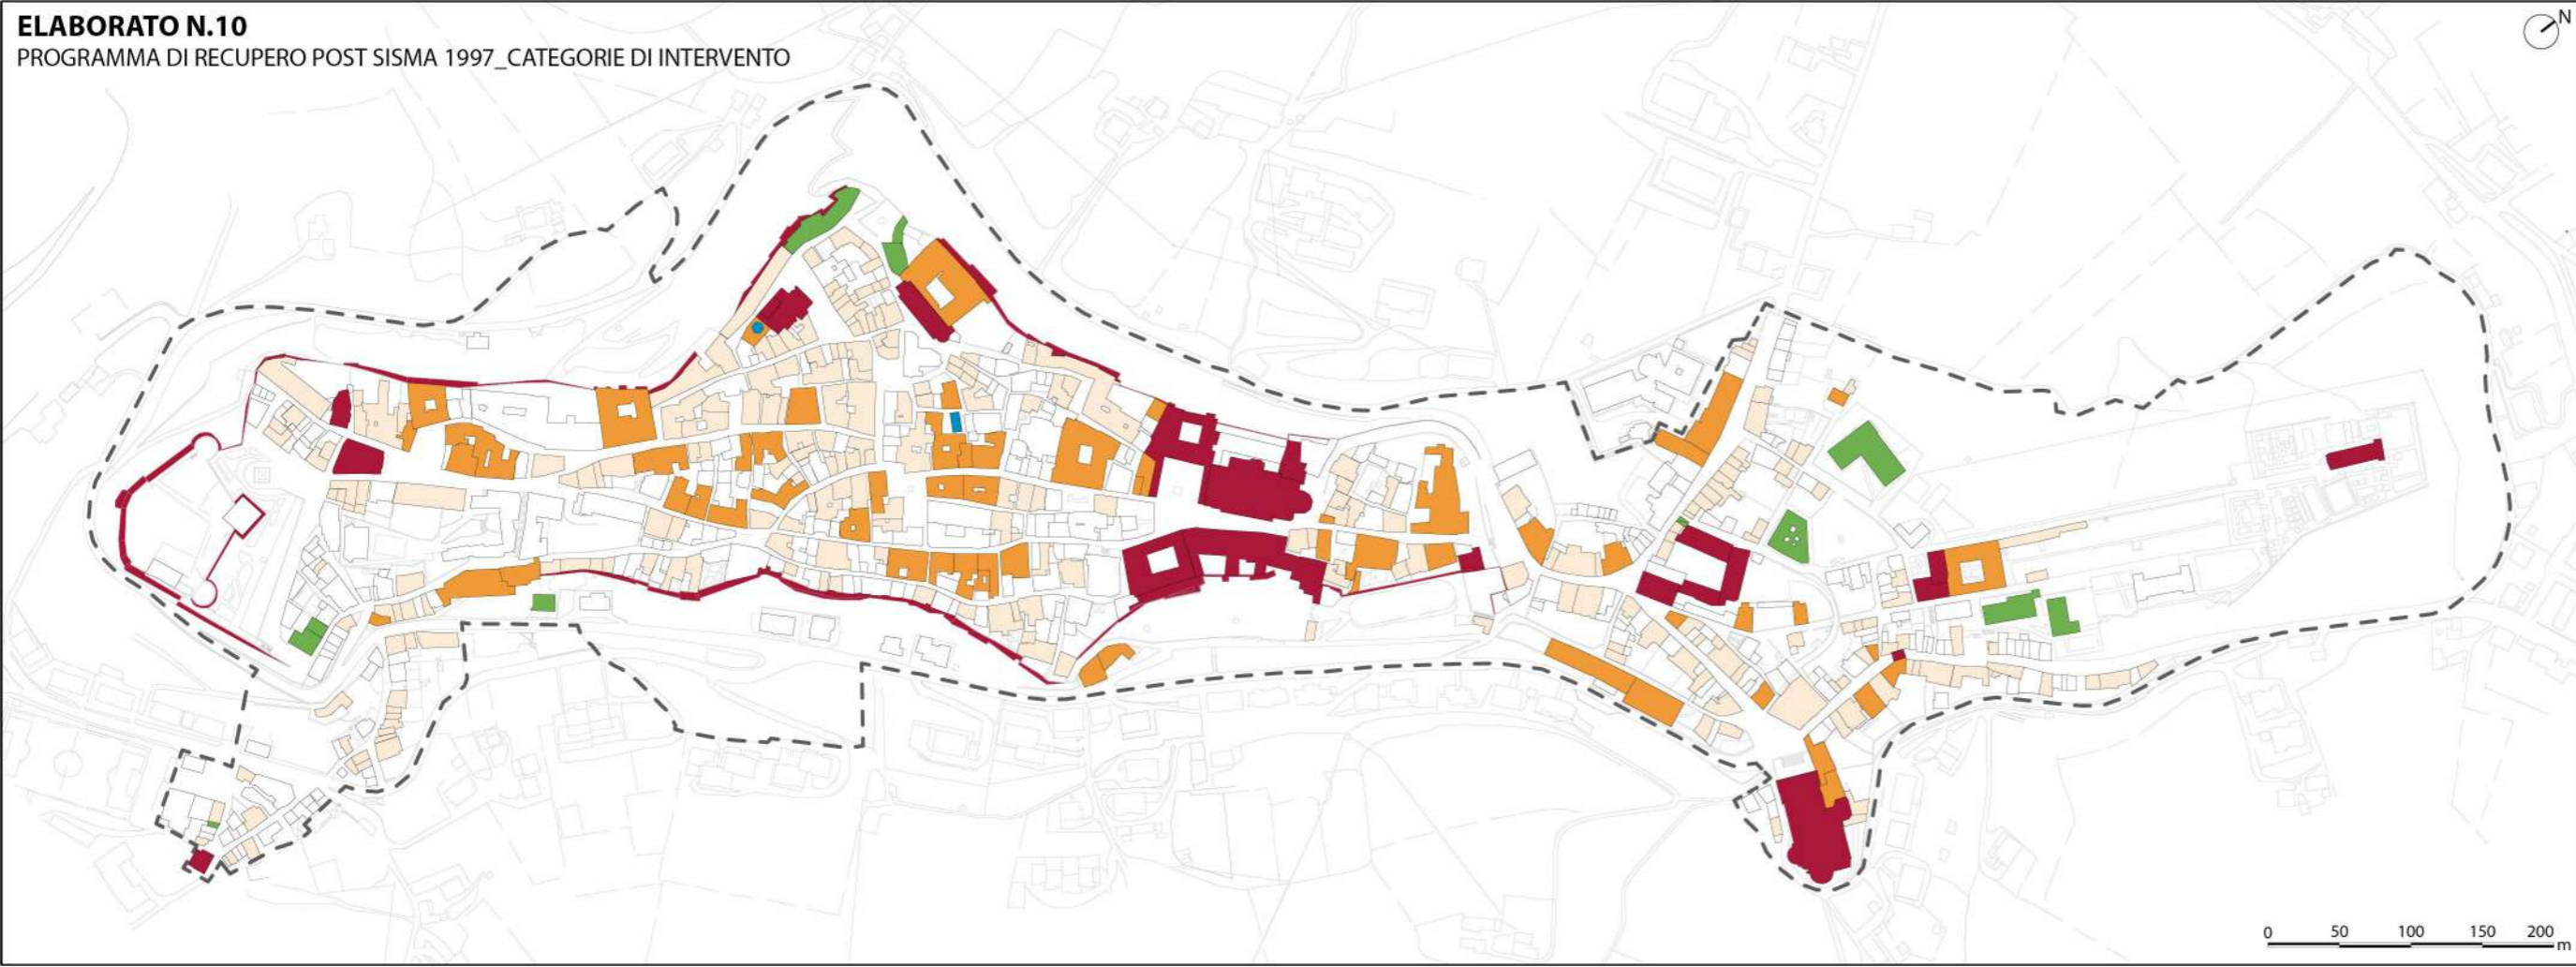 ELABORATO N.10
PROGRAMMA DI RECUPERO POST SISMA 1997_CATEGORIE DI INTERVENTO
N
0 50 100 150 200
m